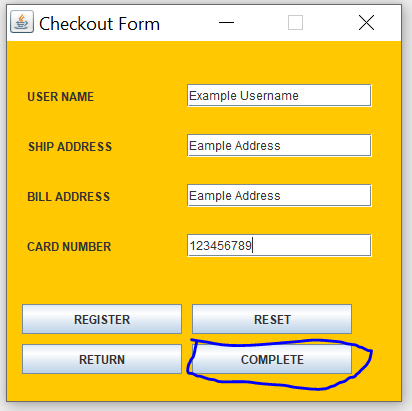 Checkout Form
USER NAME Example Username
SHIP ADDRESS Eample Address
BILL ADDRESS Eample Address
CARD NUMBER 123456789
REGISTER RESET
RETURN COMPLETE